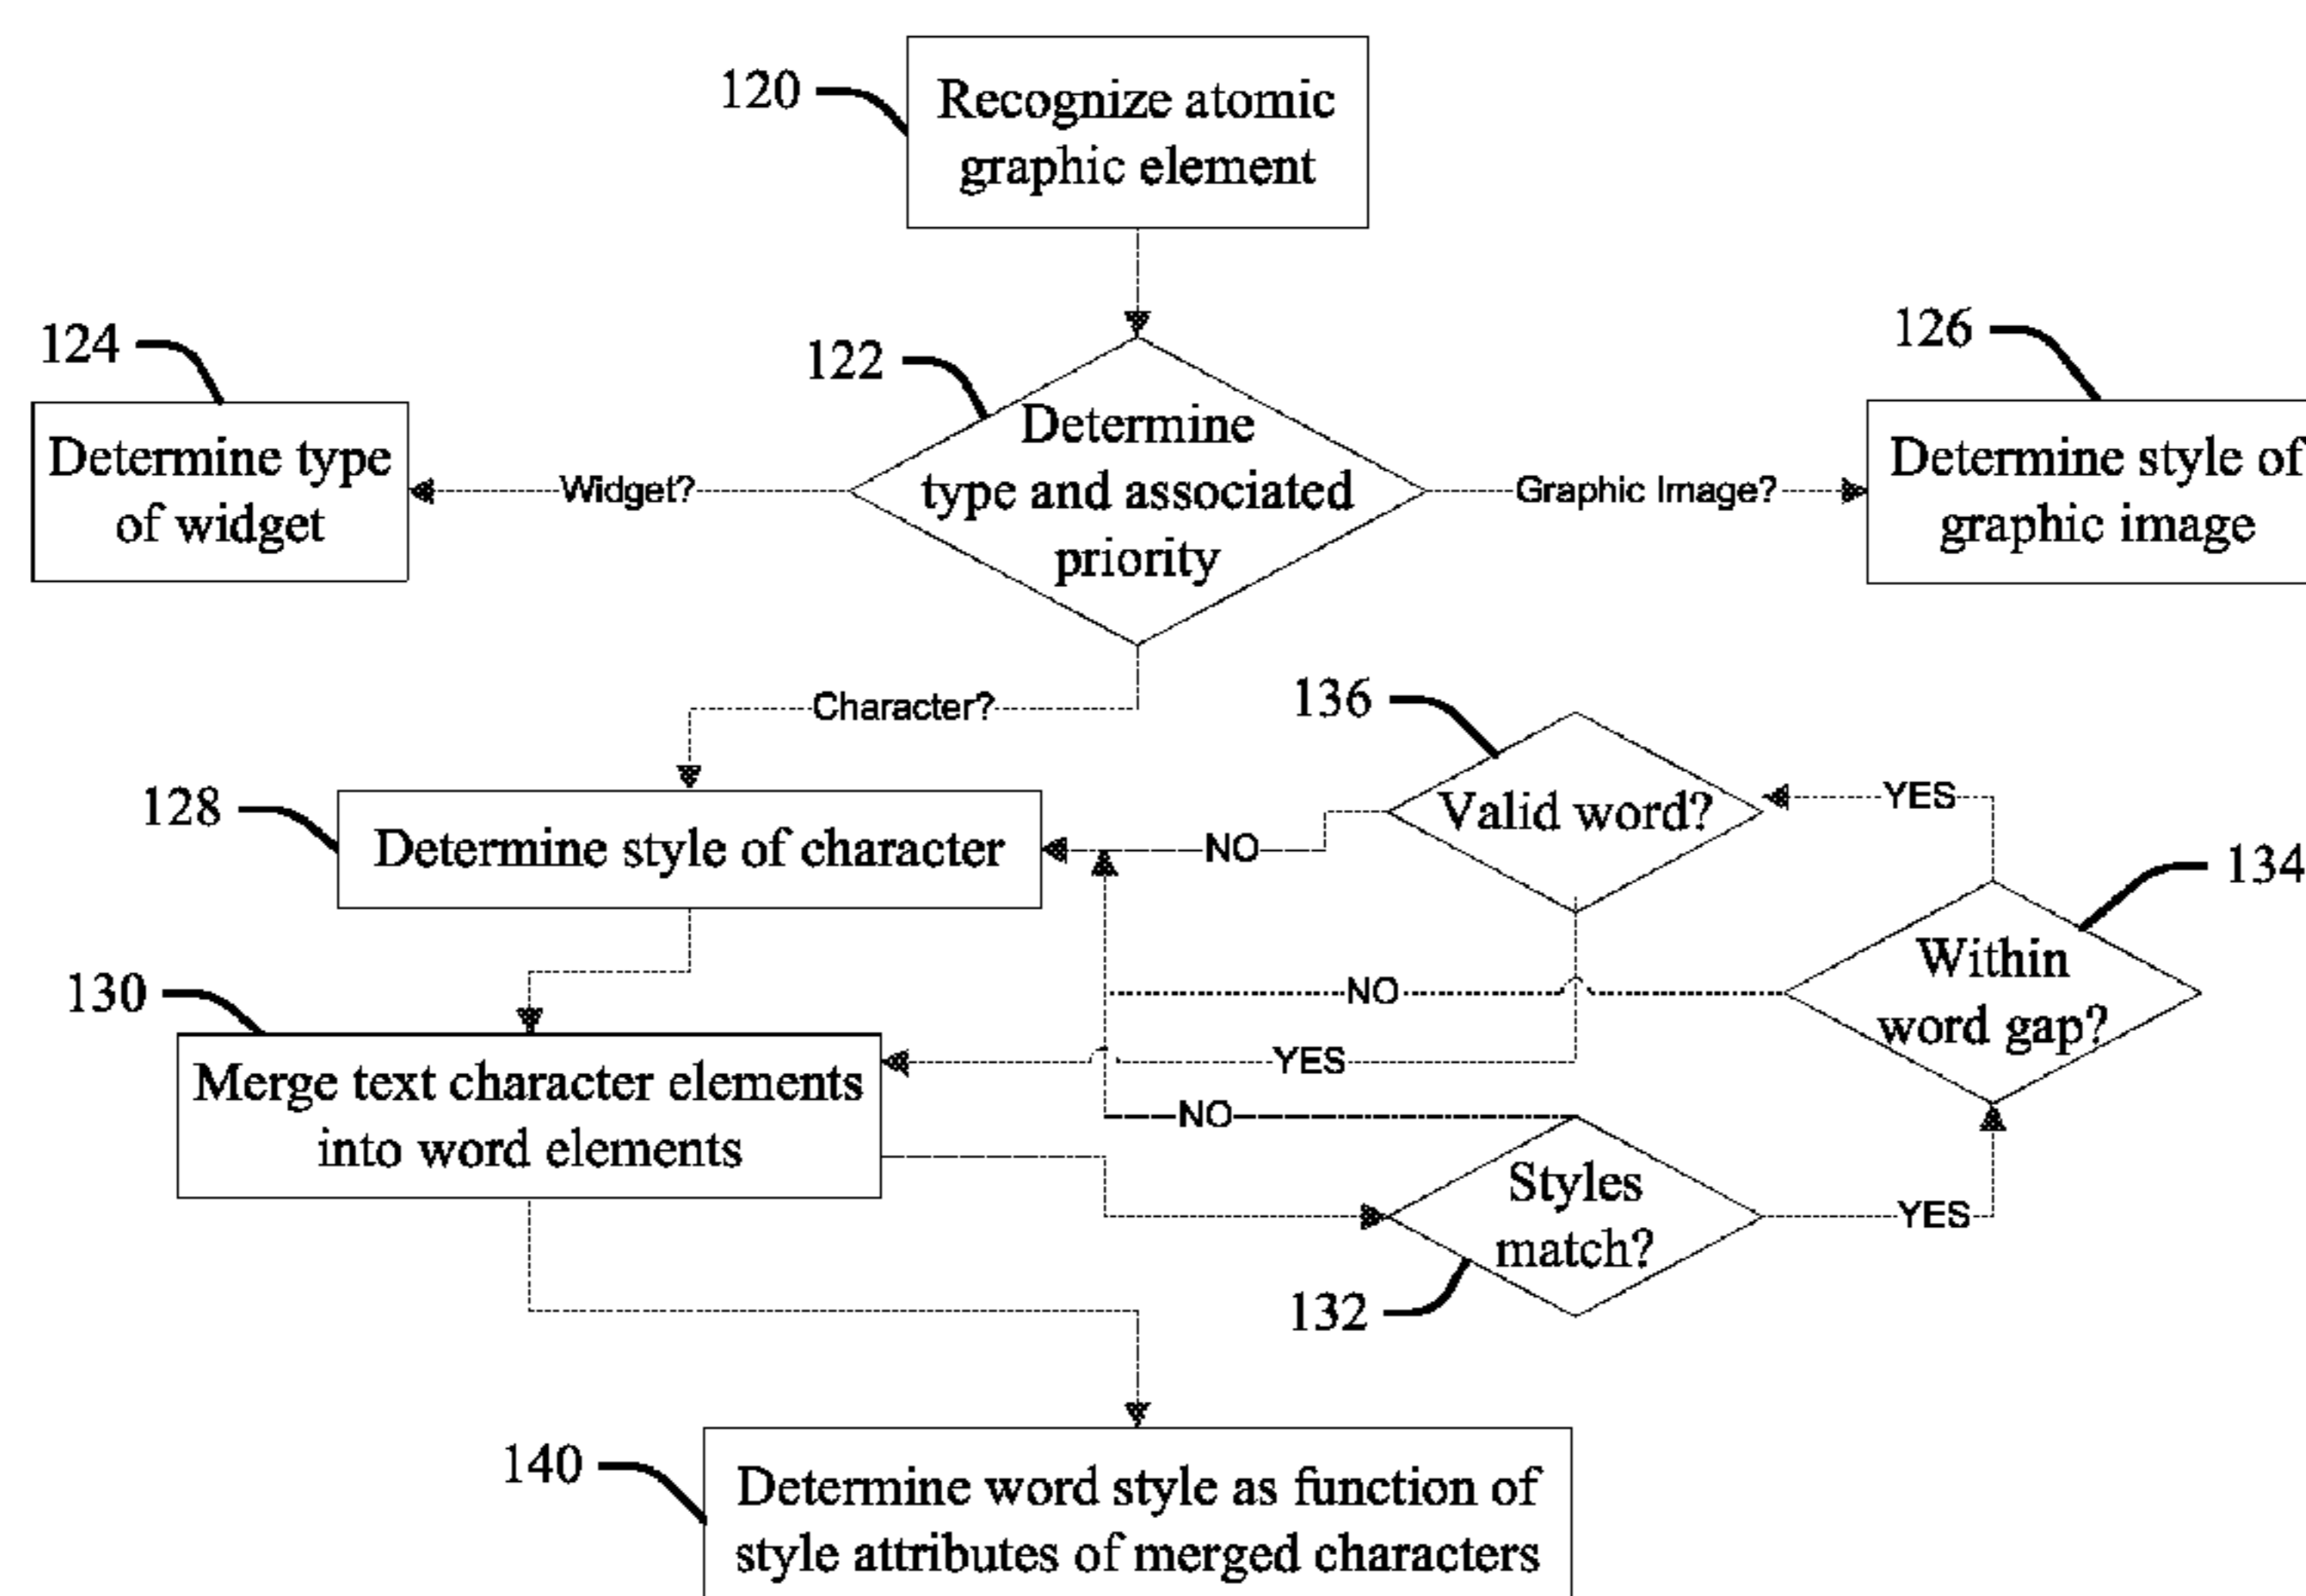 120
Recognize atomic
graphic element
124
122
126
Determine type
of widget
Widget?
Determine
type and associated
priority
Graphic Image?
Determine style of
graphic image
Character?
136
128
Determine style of character
NO
Valid word?
YES
134
130
NO
Within
word gap?
Merge text character elements
into word elements
YES
NO
Styles
match?
YES
132
140
Determine word style as function of
style attributes of merged characters